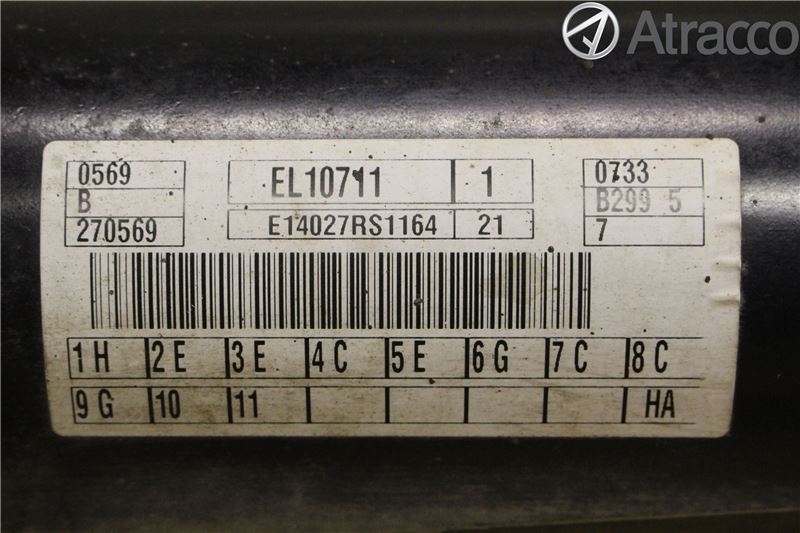 Atracco
0569 EL10711 1 0733
B B299 5
270569 E14027RS1164 21 7
1H 2E 3E 4C 5E 6G 7C 8C
9G 10 11 HA